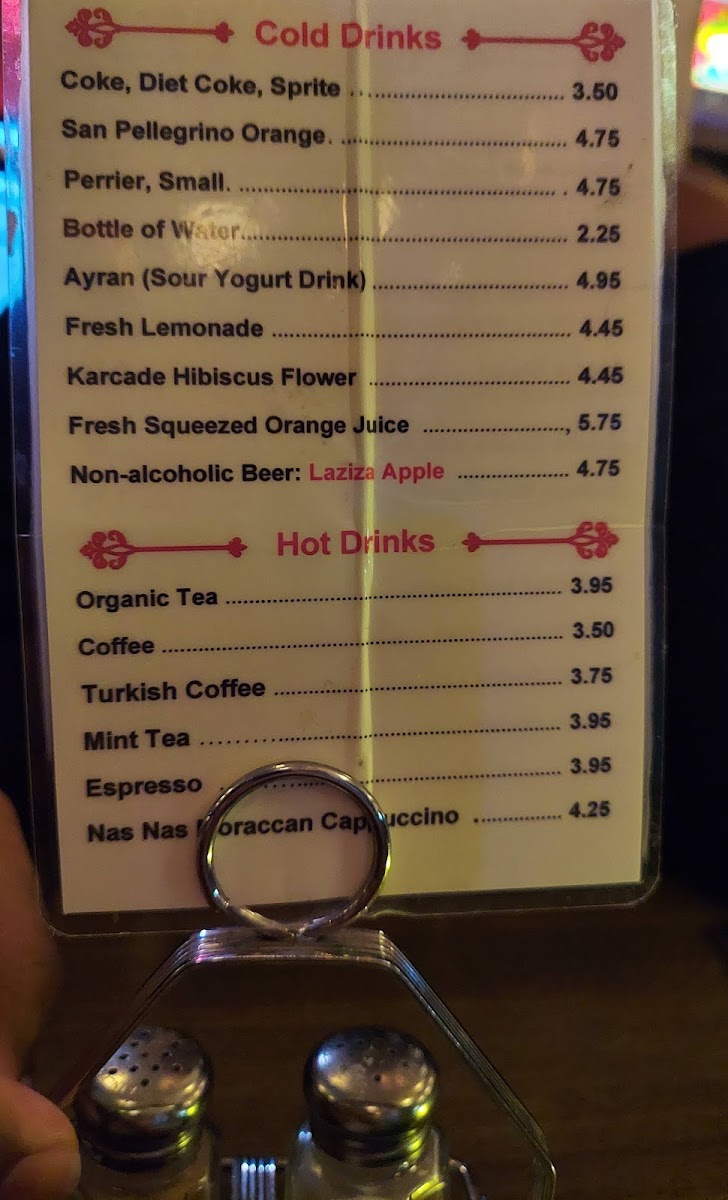 Cold Drinks
Coke, Diet Coke, Sprite ........................ 3.50
San Pellegrino Orange. ........................ 4.75
Perrier, Small. ........................ . 4.75
Bottle of Water........................ 2.25
Ayran (Sour Yogurt Drink) ........................ 4.95
Fresh Lemonade ........................ 4.45
Karcade Hibiscus Flower ........................ 4.45
Fresh Squeezed Orange Juice ........................, 5.75
Non-alcoholic Beer: Laziza Apple ........................ 4.75
Hot Drinks
Organic Tea ........................ 3.95
Coffee ........................ 3.50
Turkish Coffee ........................ 3.75
Mint Tea ........................ 3.95
Espresso ........................ 3.95
Nas Nas Moraccan Cappuccino ............... 4.25